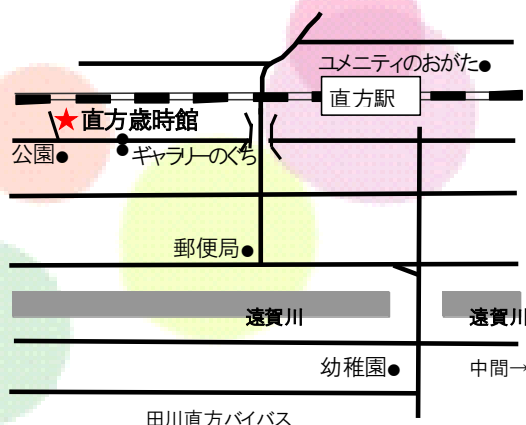 ユメニティのおがた
直方駅
★直方歳時館
公園
ギャラリーのぐち
郵便局
遠賀川
遠賀川
幼稚園
中間→
田川直方バイパス